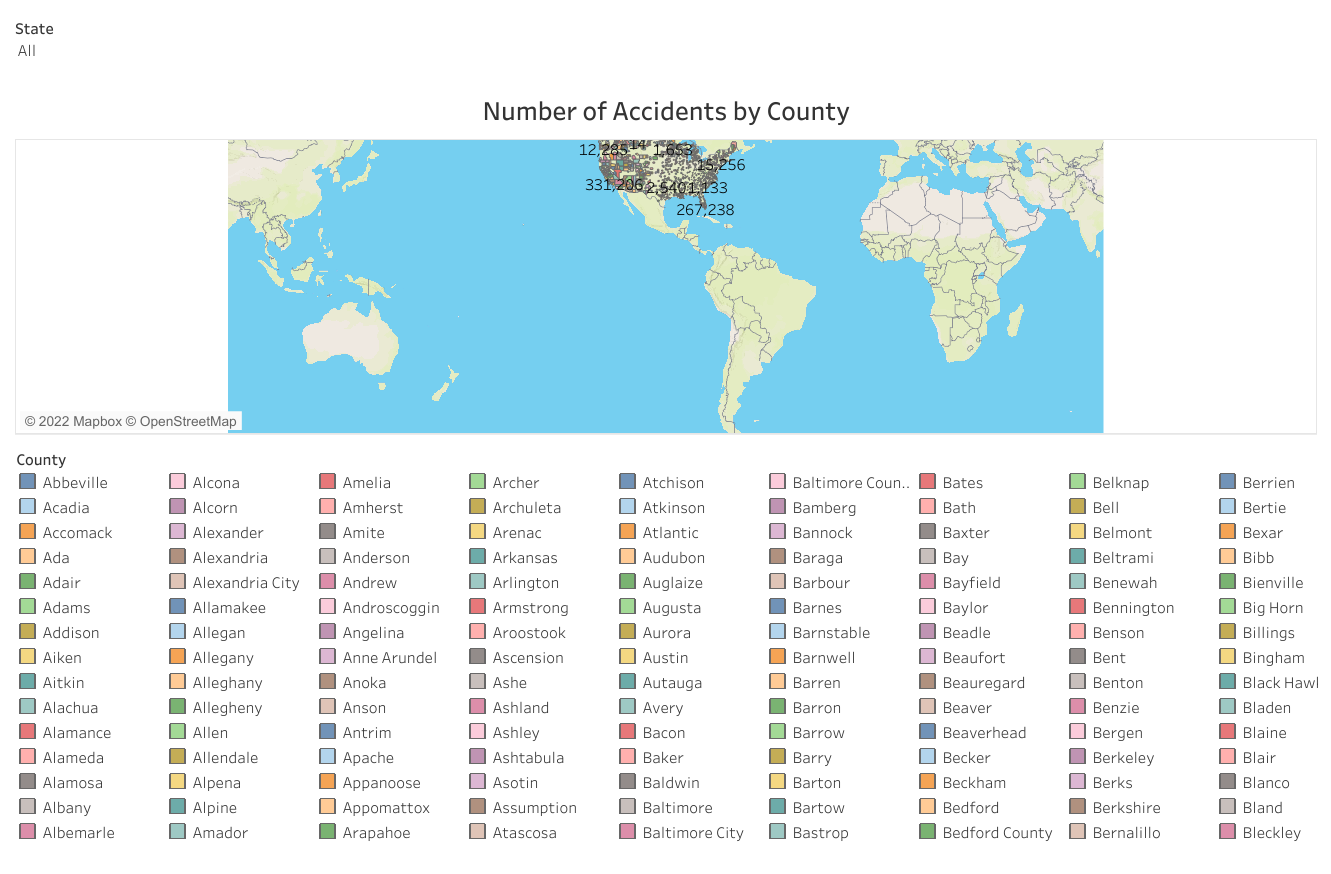 State
All
Number of Accidents by County
12,285
14
1,653
15,256
331,206
2,540
1,133
267,238
© 2022 Mapbox © OpenStreetMap
County
Abbeville Alcona Amelia Archer Atchison Baltimore Coun.. Bates Belknap Berrien
Acadia Alcorn Amherst Archuleta Atkinson Bamberg Bath Bell Bertie
Accomack Alexander Amite Arenac Atlantic Bannock Baxter Belmont Bexar
Ada Alexandria Anderson Arkansas Audubon Baraga Bay Beltrami Bibb
Adair Alexandria City Andrew Arlington Auglaize Barbour Bayfield Benewah Bienville
Adams Allamakee Androscoggin Armstrong Augusta Barnes Baylor Bennington Big Horn
Addison Allegan Angelina Aroostook Aurora Barnstable Beadle Benson Billings
Aiken Allegany Anne Arundel Ascension Austin Barnwell Beaufort Bent Bingham
Aitkin Alleghany Anoka Ashe Autauga Barren Beauregard Benton Black Hawl
Alachua Allegheny Anson Ashland Avery Barron Beaver Benzie Bladen
Alamance Allen Antrim Ashley Bacon Barrow Beaverhead Bergen Blaine
Alameda Allendale Apache Ashtabula Baker Barry Becker Berkeley Blair
Alamosa Alpena Appanoose Asotin Baldwin Barton Beckham Berks Blanco
Albany Alpine Appomattox Assumption Baltimore Bartow Bedford Berkshire Bland
Albemarle Amador Arapahoe Atascosa Baltimore City Bastrop Bedford County Bernalillo Bleckley